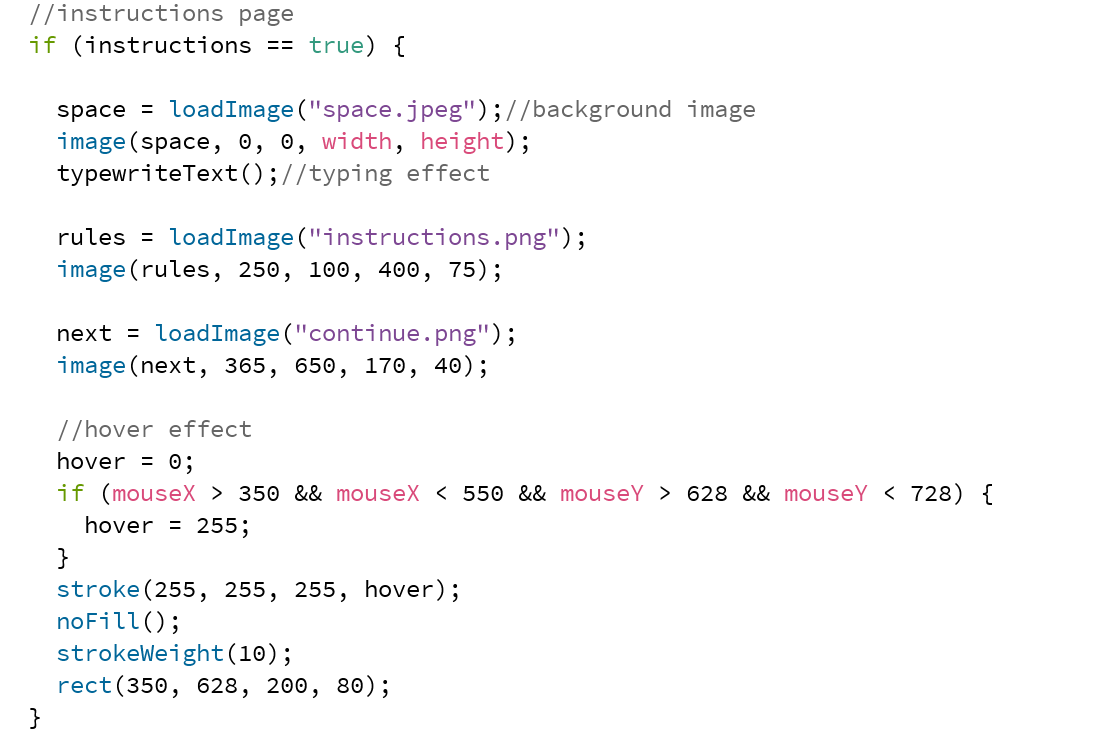 //instructions page
if (instructions == true) {
space = loadImage("space.jpeg");//background image
image(space, 0, 0, width, height);
typewriteText();//typing effect
rules = loadImage("instructions.png");
image(rules, 250, 100, 400, 75);
next = loadImage("continue.png");
image(next, 365, 650, 170, 40);
//hover effect
hover = 0;
if (mouseX > 350 && mouseX < 550 && mouseY > 628 && mouseY < 728) {
hover = 255;
}
stroke(255, 255, 255, hover);
noFill();
strokeWeight(10);
rect(350, 628, 200, 80);
}